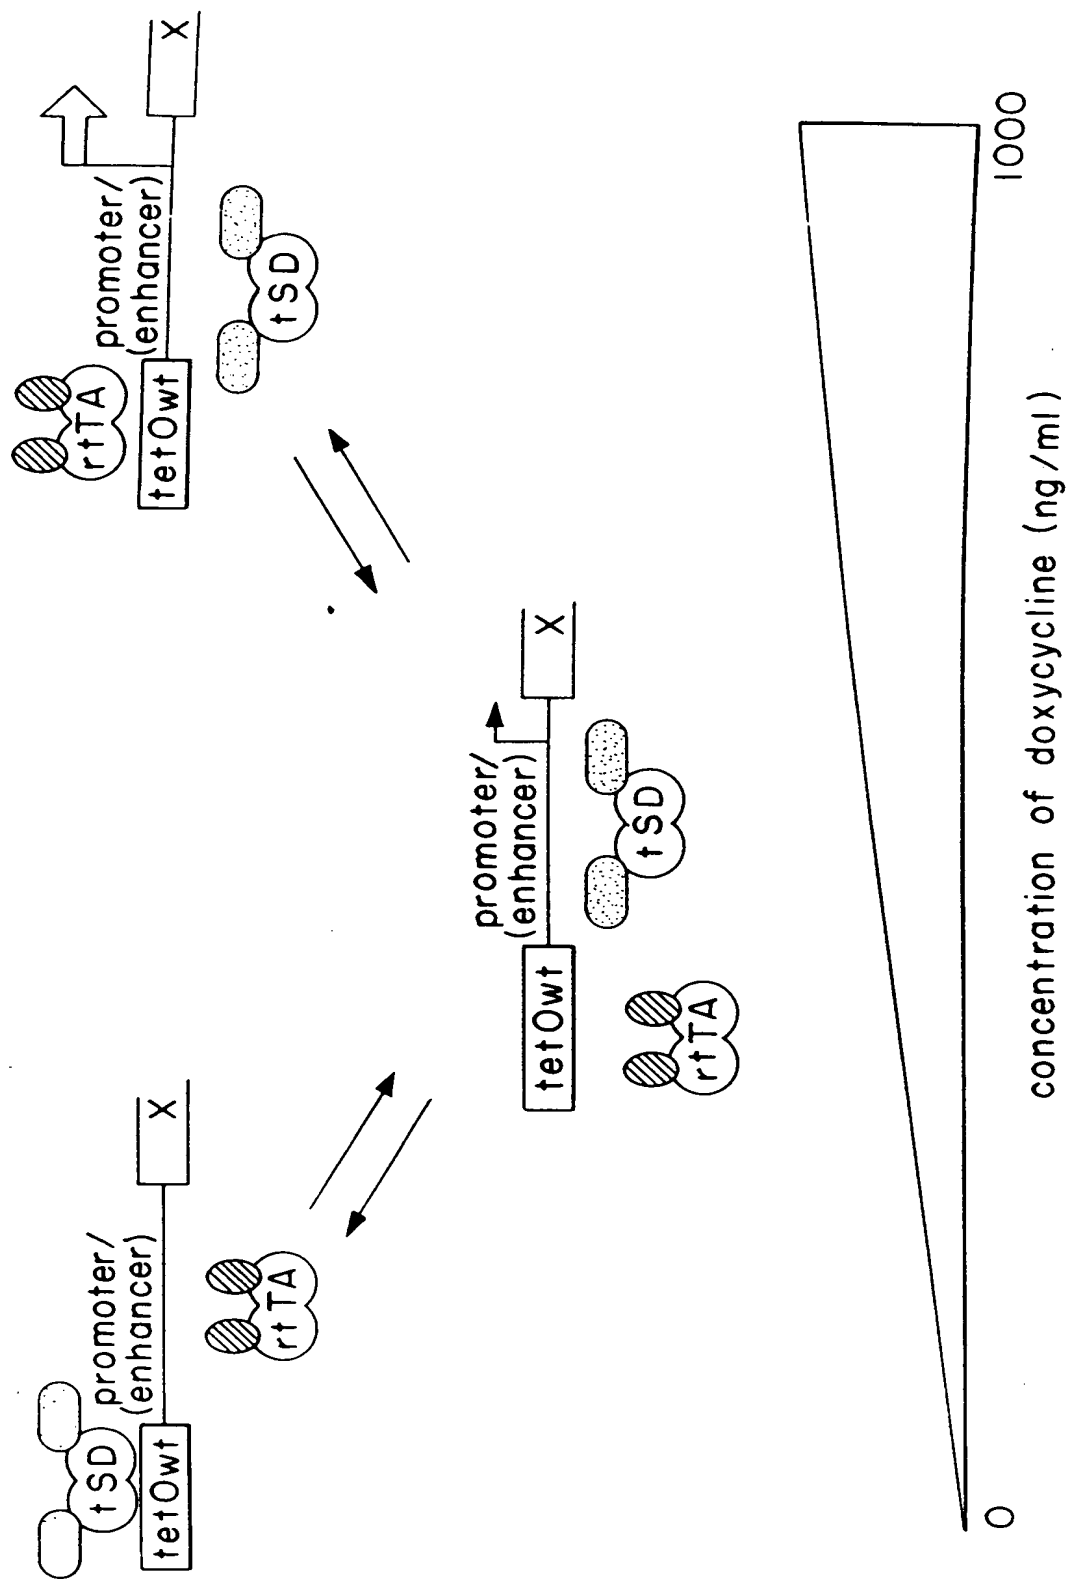 tSD
promoter/
(enhancer)
tetOwt
X
rtTA
promoter/
(enhancer)
tetOwt
X
rtTA
tSD
rtTA
promoter/
(enhancer)
tetOwt
X
tSD
0
1000
concentration of doxycycline (ng/ml)